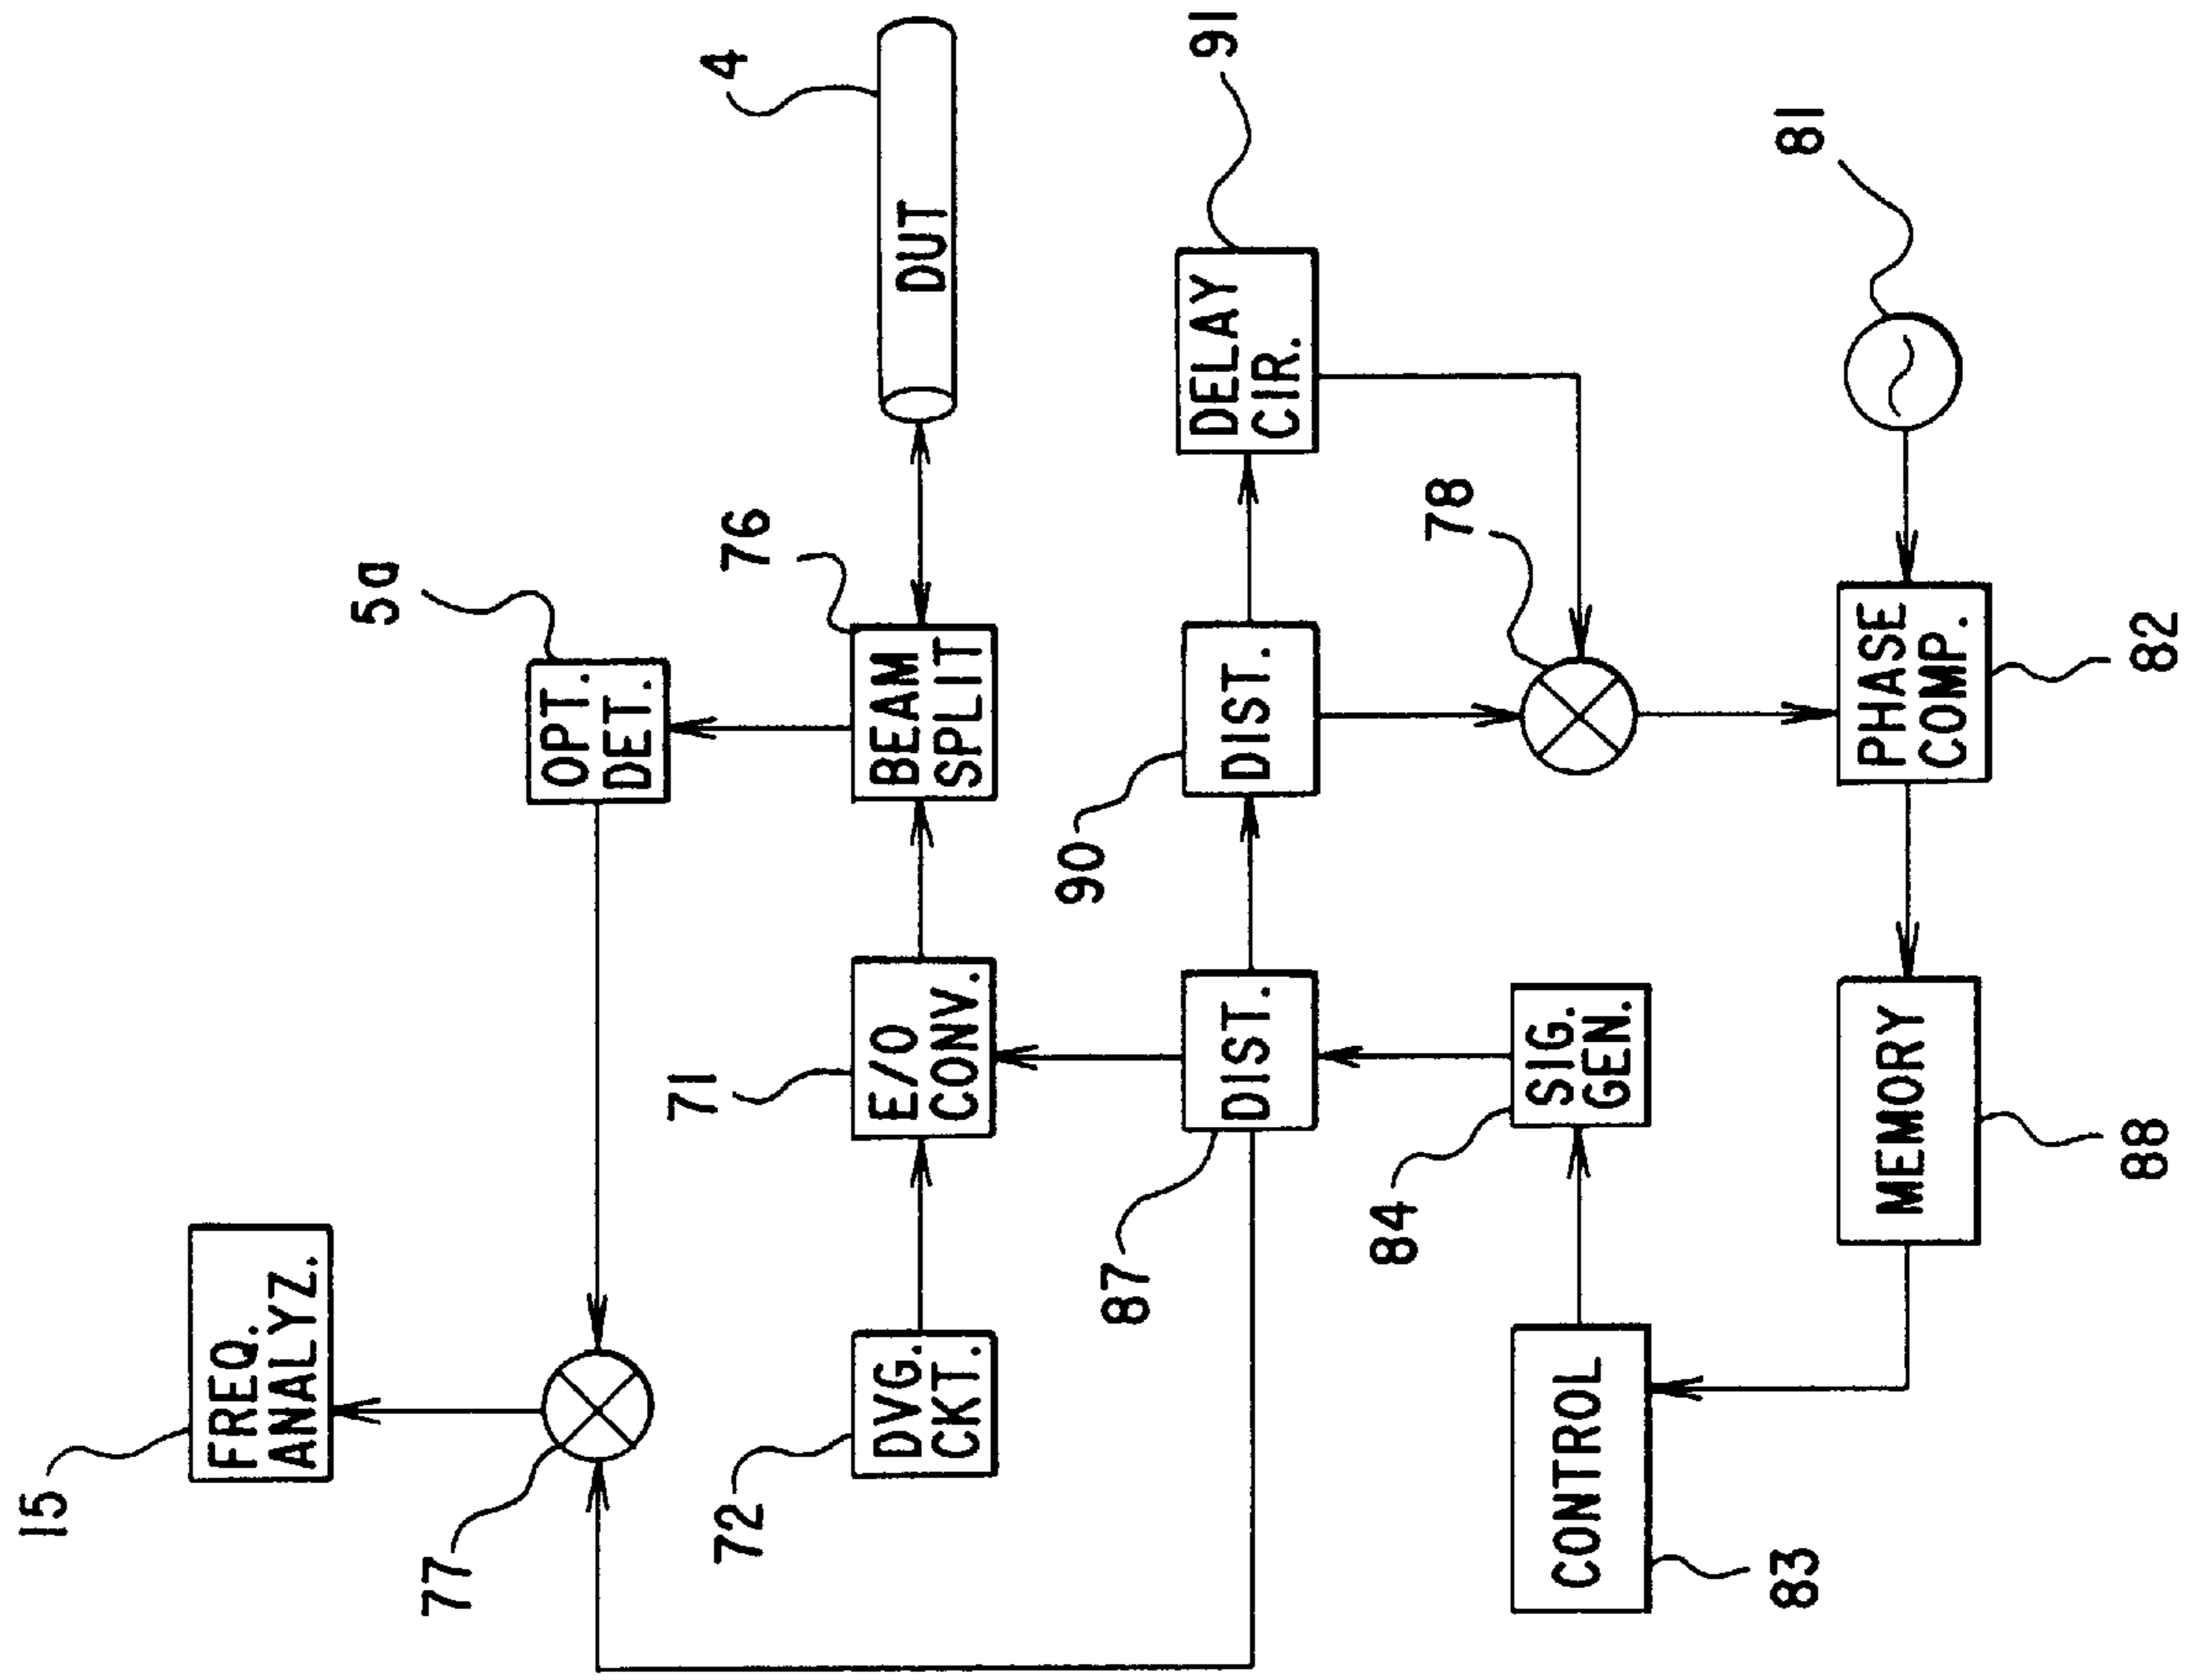 15
FREQ.
ANALYZ.
77
5a
OPT.
DET.
72
DVG.
CKT.
71
E/O
CONV.
76
BEAM
SPLIT
4
DUT
87
DIST.
90
DIST.
91
DELAY
CIR.
84
SIG.
GEN.
78
83
CONTROL
88
MEMORY
82
PHASE
COMP.
81